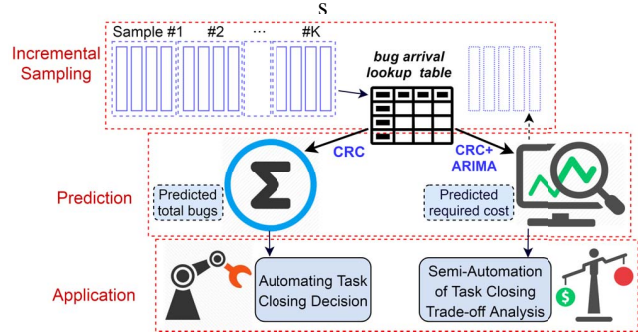 s
Sample #1 #2 ... #K
Incremental
Sampling
bug arrival
lookup table
CRC
CRC+
ARIMA
Σ
Prediction
Predicted
total bugs
Predicted
required cost
Application
Automating Task
Closing Decision
Semi-Automation
of Task Closing
Trade-off Analysis
$